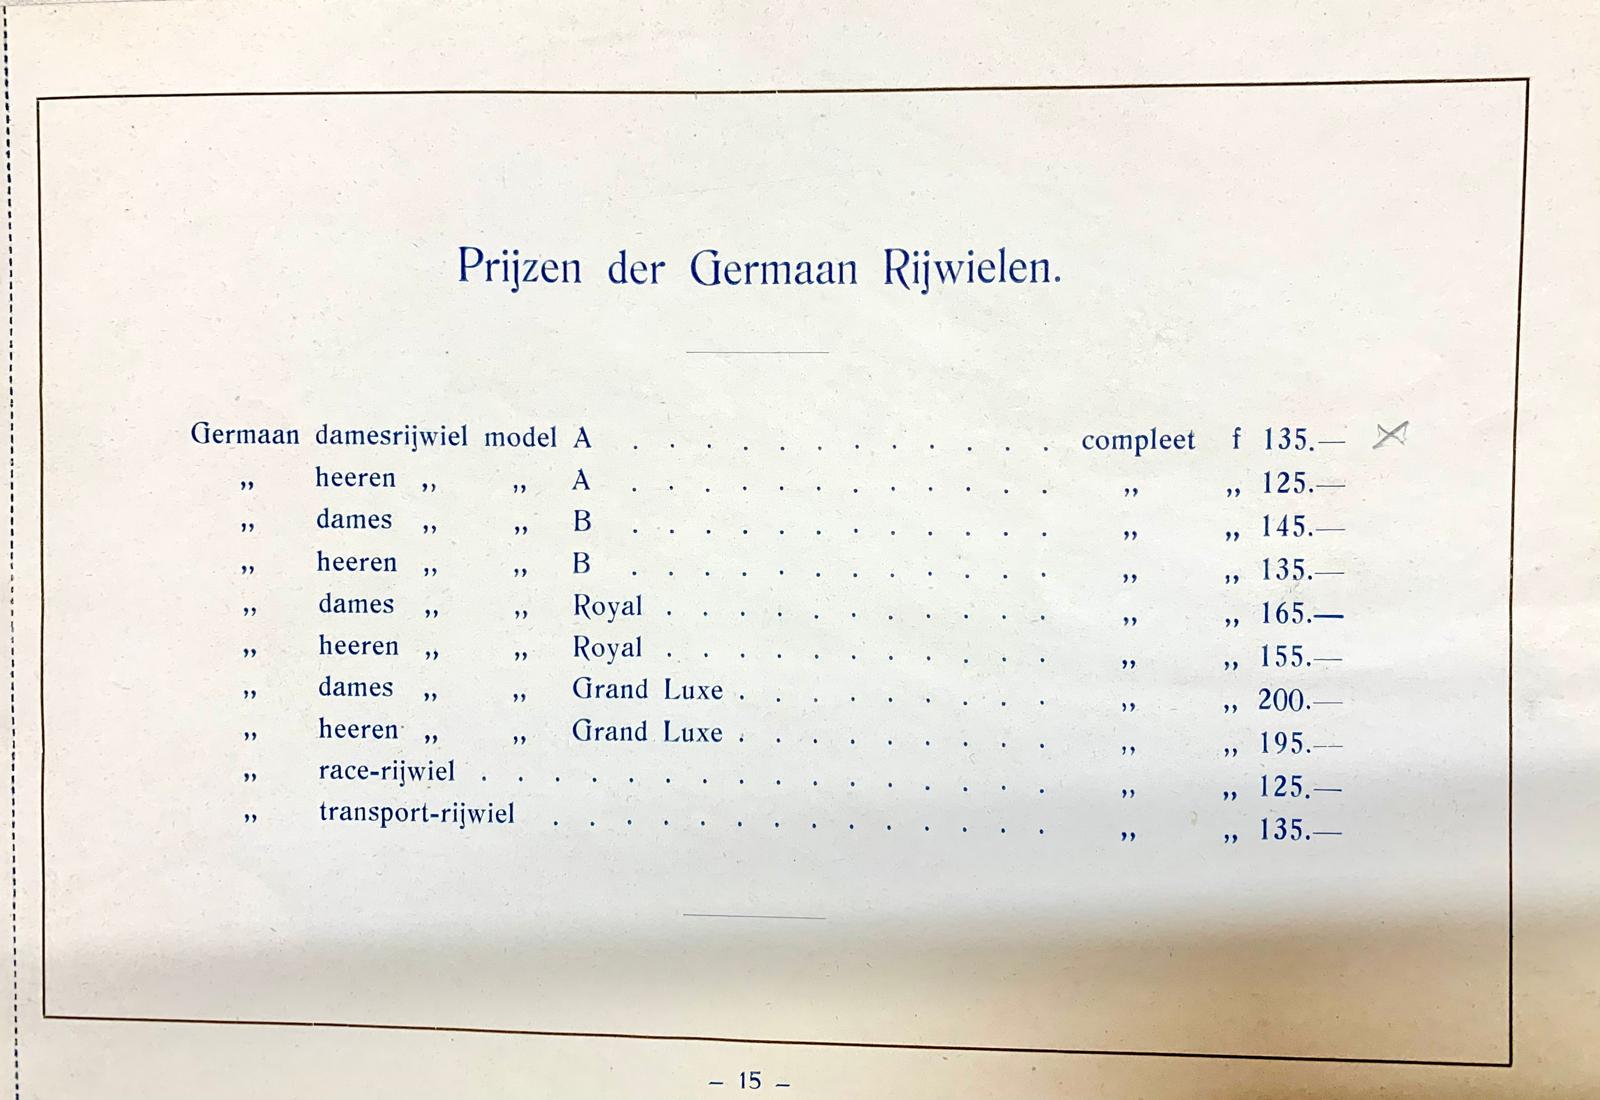 Prijzen der Germaan Rijwielen.
Germaan damesrijwiel model A . . . . . . . . . . . . compleet f 135.—
„ heeren „ „ A . . . . . . . . . . . . „ „ 125.—
„ dames „ „ B . . . . . . . . . . . . „ „ 145.—
„ heeren „ „ B . . . . . . . . . . . . „ „ 135.—
„ dames „ „ Royal . . . . . . . . . . . „ „ 165.—
„ heeren „ „ Royal . . . . . . . . . . . „ „ 155.—
„ dames „ „ Grand Luxe . . . . . . . . . „ „ 200.—
„ heeren „ „ Grand Luxe . . . . . . . . . „ „ 195.—
„ race-rijwiel . . . . . . . . . . . . . . . . „ „ 125.—
„ transport-rijwiel . . . . . . . . . . . . . . „ „ 135.—
– 15 –